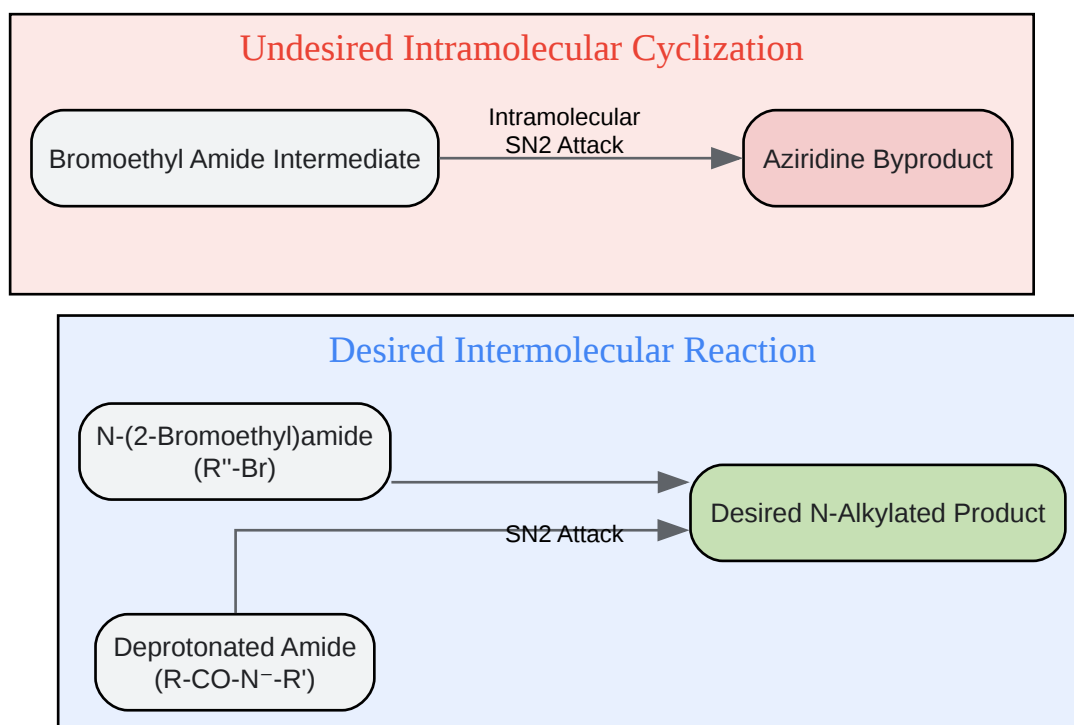 Undesired Intramolecular Cyclization
Bromoethyl Amide Intermediate
Intramolecular
SN2 Attack
Aziridine Byproduct
Desired Intermolecular Reaction
N-(2-Bromoethyl)amide
(R"-Br)
SN2 Attack
Desired N-Alkylated Product
Deprotonated Amide
(R-CO-N⁻-R')